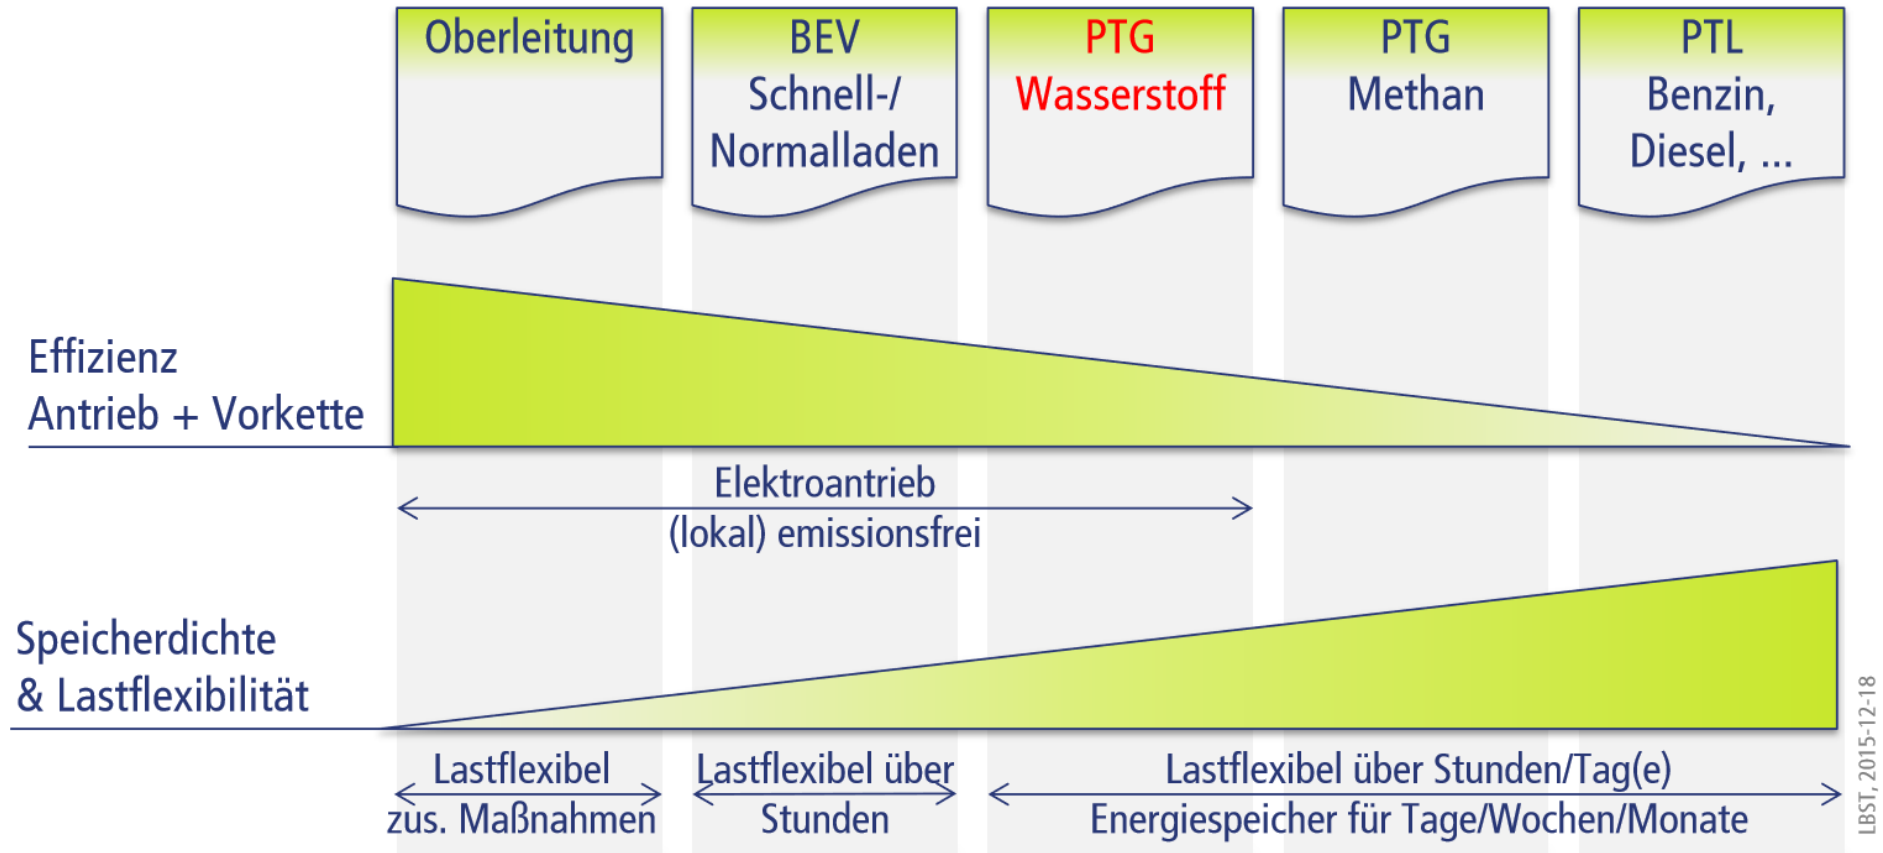 Oberleitung
BEV
Schnell-/
Normalladen
PTG
Wasserstoff
PTG
Methan
PTL
Benzin,
Diesel, ...
Effizienz
Antrieb + Vorkette
Elektroantrieb
(lokal) emissionsfrei
Speicherdichte
& Lastflexibilität
Lastflexibel
zus. Maßnahmen
Lastflexibel über
Stunden
Lastflexibel über Stunden/Tag(e)
Energiespeicher für Tage/Wochen/Monate
LBST, 2015-12-18